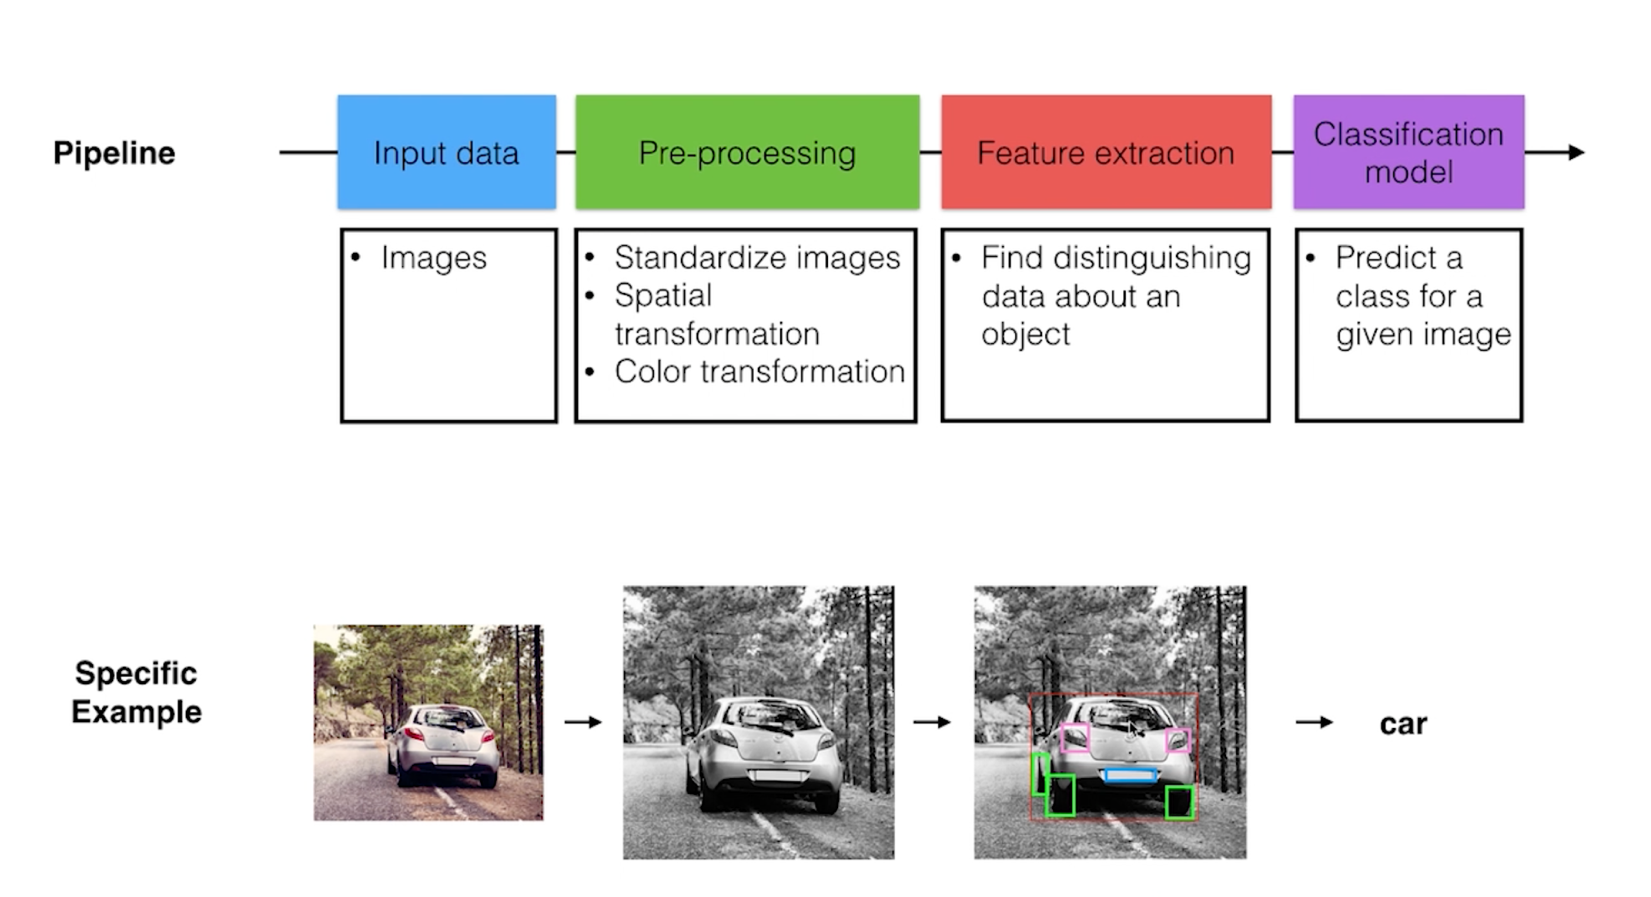 Pipeline
Input data
Pre-processing
Feature extraction
Classification
model
• Images
• Standardize images
• Spatial
transformation
• Color transformation
• Find distinguishing
data about an
object
• Predict a
class for a
given image
Specific
Example
car